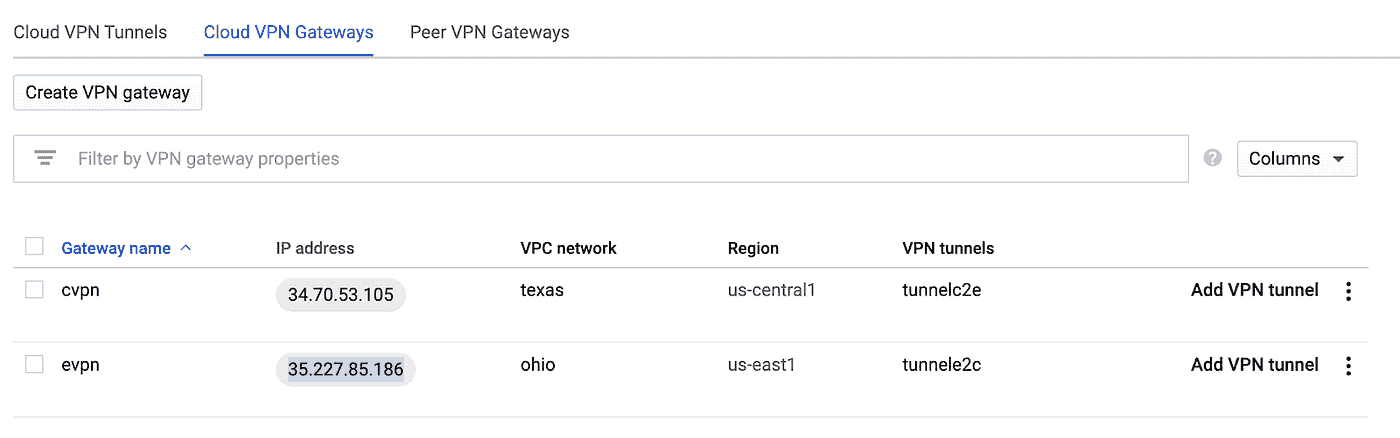 Cloud VPN Tunnels Cloud VPN Gateways Peer VPN Gateways
Create VPN gateway
Filter by VPN gateway properties ? Columns
Gateway name IP address VPC network Region VPN tunnels
cvpn 34.70.53.105 texas us-central1 tunnelc2e Add VPN tunnel
evpn 35.227.85.186 ohio us-east1 tunnele2c Add VPN tunnel